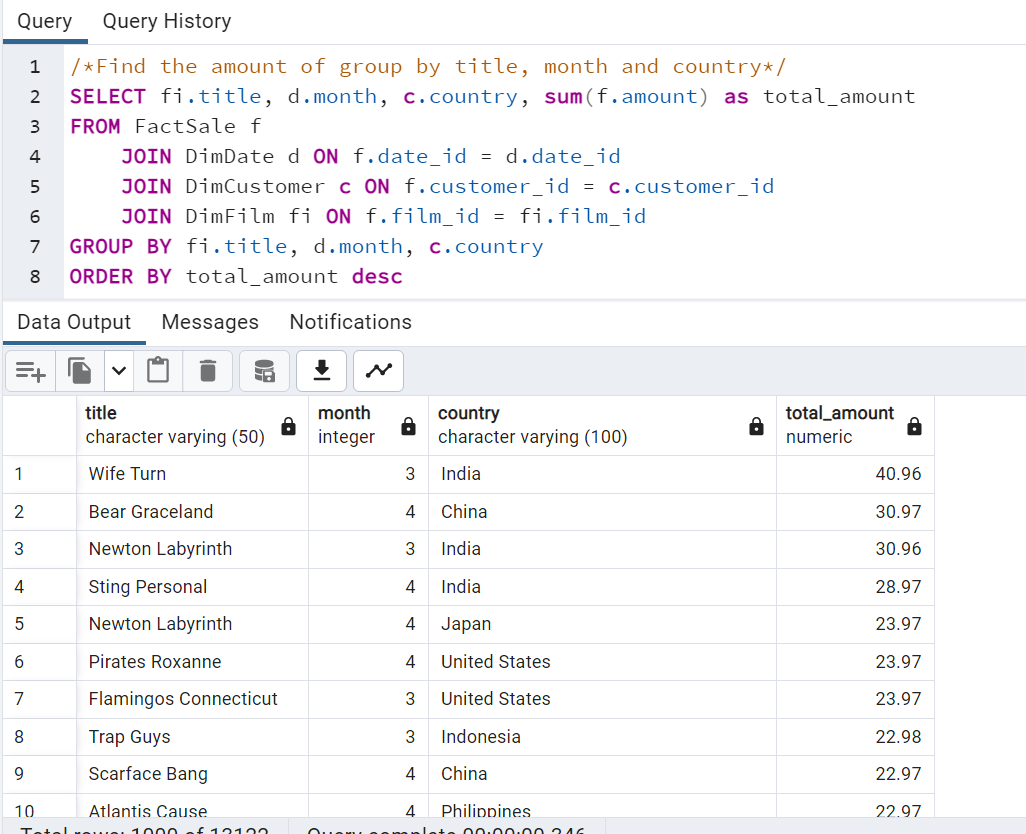 Query Query History
1 /*Find the amount of group by title, month and country*/
2 SELECT fi.title, d.month, c.country, sum(f.amount) as total_amount
3 FROM FactSale f
4 JOIN DimDate d ON f.date_id = d.date_id
5 JOIN DimCustomer c ON f.customer_id = c.customer_id
6 JOIN DimFilm fi ON f.film_id = fi.film_id
7 GROUP BY fi.title, d.month, c.country
8 ORDER BY total_amount desc
Data Output Messages Notifications
title month country total_amount
character varying (50) integer character varying (100) numeric
1 Wife Turn 3 India 40.96
2 Bear Graceland 4 China 30.97
3 Newton Labyrinth 3 India 30.96
4 Sting Personal 4 India 28.97
5 Newton Labyrinth 4 Japan 23.97
6 Pirates Roxanne 4 United States 23.97
7 Flamingos Connecticut 3 United States 23.97
8 Trap Guys 3 Indonesia 22.98
9 Scarface Bang 4 China 22.97
10 Atlantis Cause 4 Philippines 22.97
Total rows: 1000 of 13122 Query complete 00:00:00.346